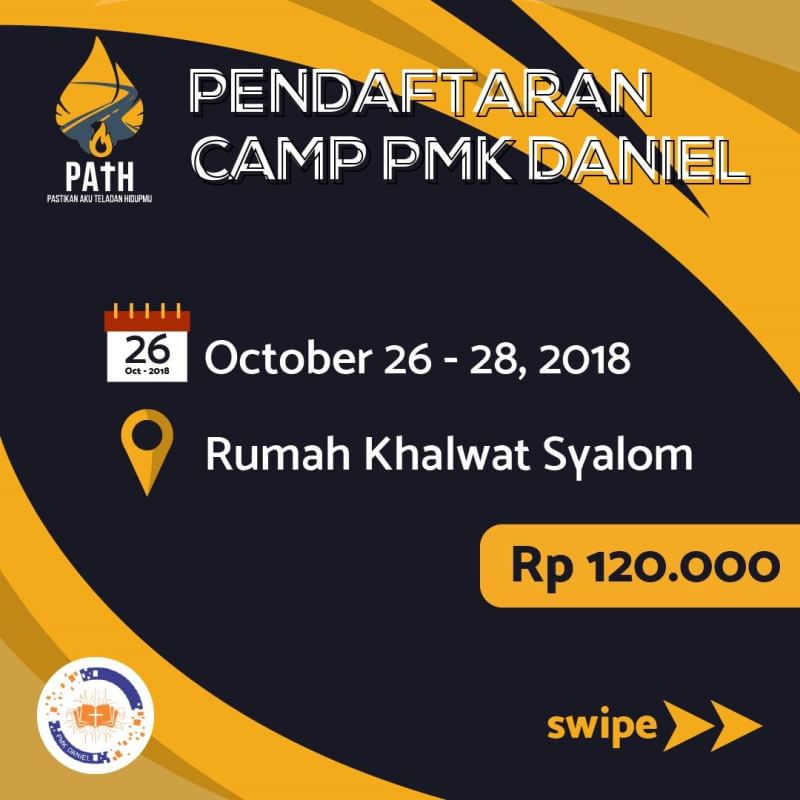 PENDAFTARAN
CAMP PMK DANIEL
PATH
PASTIKAN AKU TELADAN HIDUPMU
26
Oct - 2018
October 26 - 28, 2018
Rumah Khalwat Syalom
Rp 120.000
PMK DANIEL
swipe